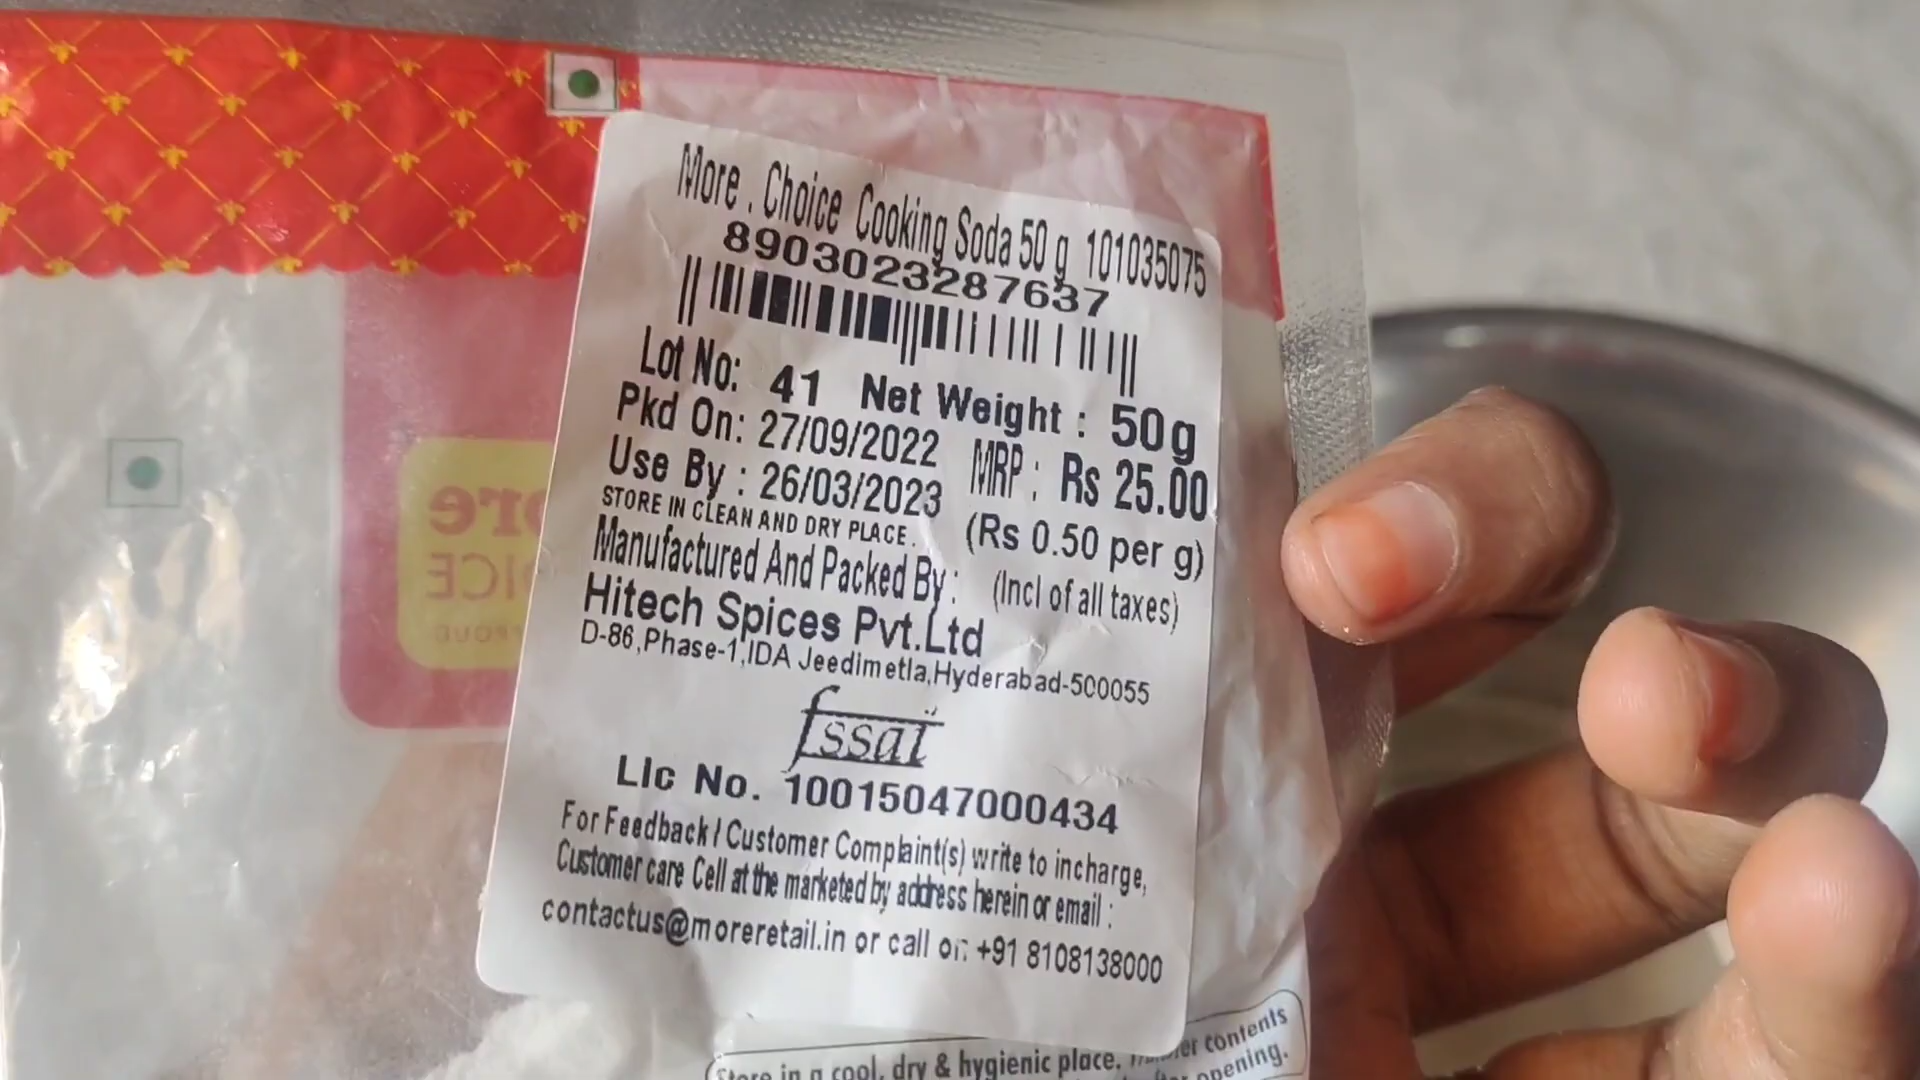 More . Choice Cooking Soda 50 g 101035075
8903023287637
Lot No: 41 Net Weight : 50g
Pkd On: 27/09/2022 MRP : Rs 25.00
Use By : 26/03/2023 (Rs 0.50 per g)
STORE IN CLEAN AND DRY PLACE.
Manufactured And Packed By : (Incl of all taxes)
Hitech Spices Pvt.Ltd
D-86,Phase-1,IDA Jeedimetla,Hyderabad-500055
fssai
Lic No. 10015047000434
For Feedback / Customer Complaint(s) write to incharge,
Customer care Cell at the marketed by address herein or email :
contactus@moreretail.in or call on: +91 8108138000
Store in a cool, dry & hygienic place. contents
opening.